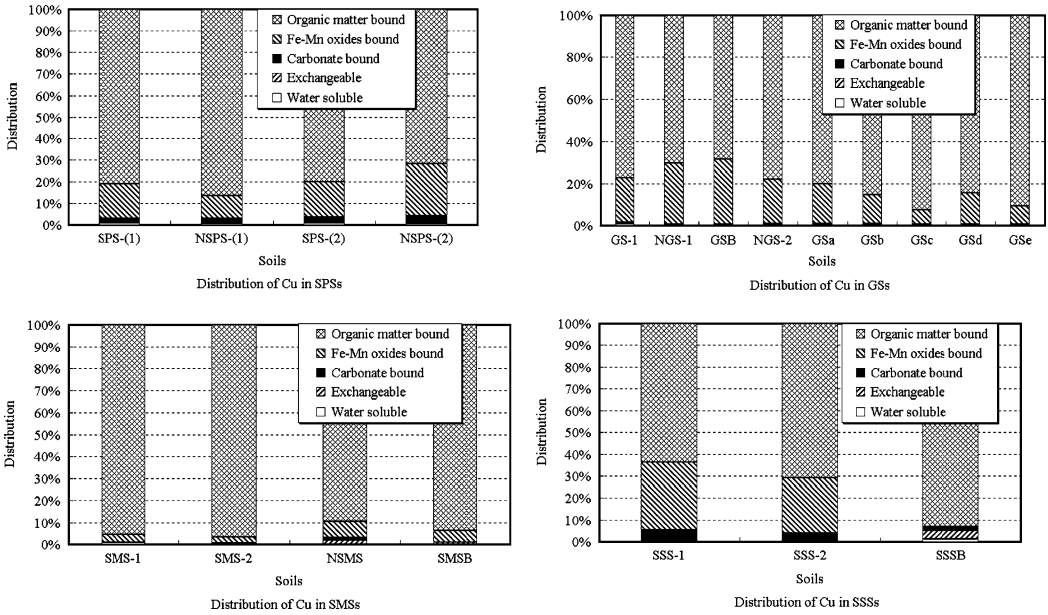 100%
90%
80%
70%
60%
50%
40%
30%
20%
10%
0%
Distribution
Organic matter bound
Fe-Mn oxides bound
Carbonate bound
Exchangeable
Water soluble
SPS-(1) NSPS-(1) SPS-(2) NSPS-(2)
Soils
Distribution of Cu in SPSs
100%
80%
60%
40%
20%
0%
Distribution
Organic matter bound
Fe-Mn oxides bound
Carbonate bound
Exchangeable
Water soluble
GS-1 NGS-1 GSB NGS-2 GSa GSb GSc GSd GSe
Soils
Distribution of Cu in GSs
100%
90%
80%
70%
60%
50%
40%
30%
20%
10%
0%
Distribution
Organic matter bound
Fe-Mn oxides bound
Carbonate bound
Exchangeable
Water soluble
SMS-1 SMS-2 NSMS SMSB
Soils
Distribution of Cu in SMSs
100%
90%
80%
70%
60%
50%
40%
30%
20%
10%
0%
Distribution
Organic matter bound
Fe-Mn oxides bound
Carbonate bound
Exchangeable
Water soluble
SSS-1 SSS-2 SSSB
Soils
Distribution of Cu in SSSs